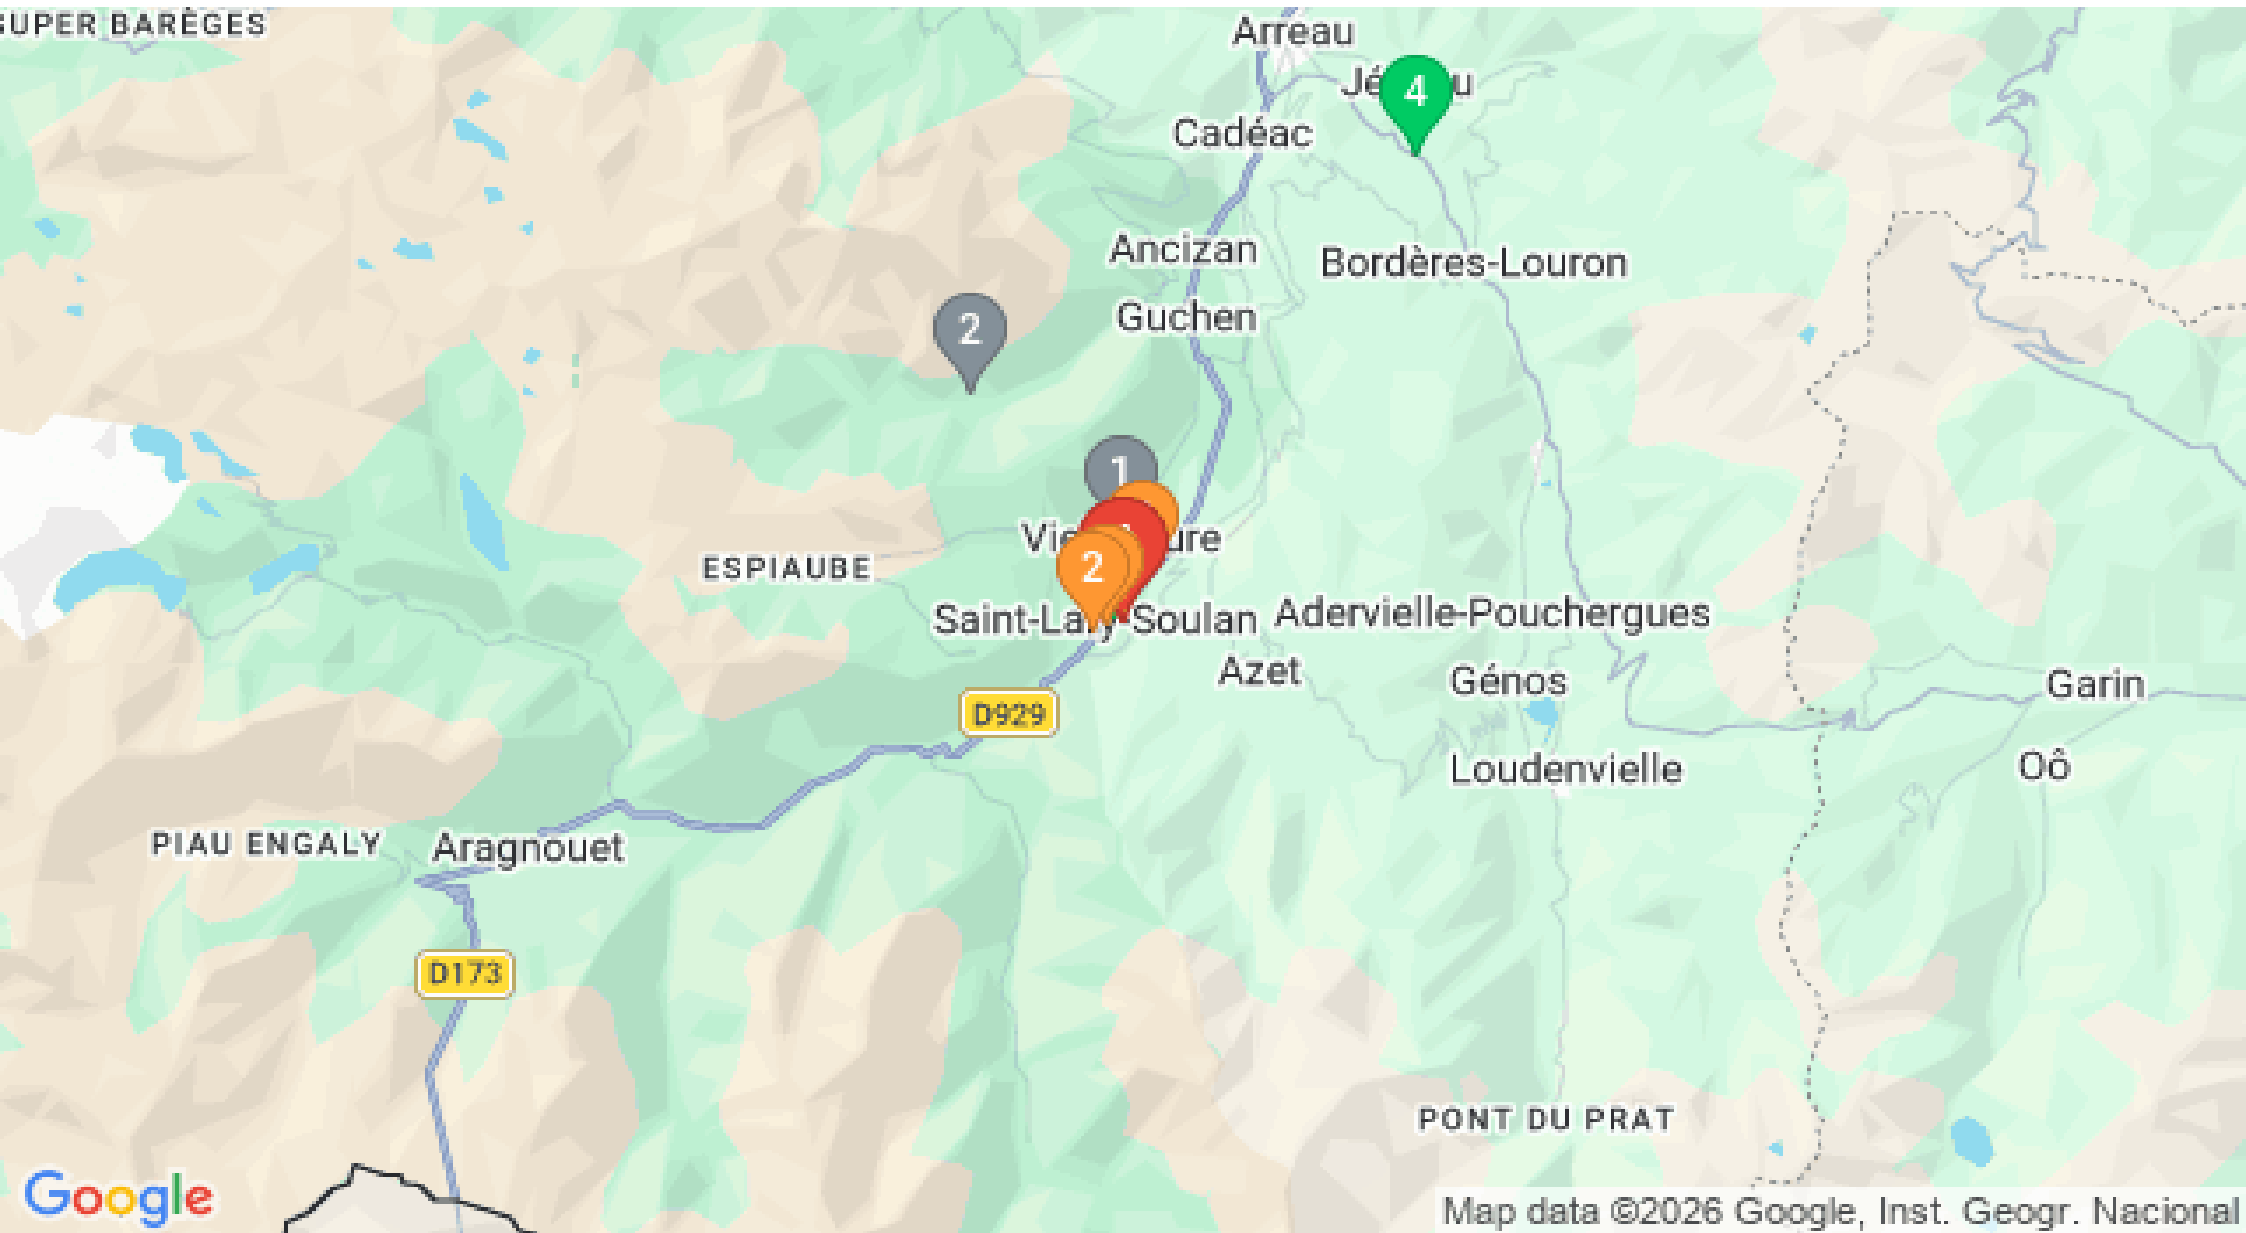 SUPER BARÈGES
Arreau
4
Cadéac
Ancizan
Bordères-Louron
Guchen
2
1
ESPIAUBE
2
Saint-Lary-Soulan
Adervielle-Pouchergues
Azet
Génos
Garin
D929
Loudenvielle
Oô
PIAU ENGALY
Aragnouet
D173
PONT DU PRAT
Google
Map data ©2026 Google, Inst. Geogr. Nacional